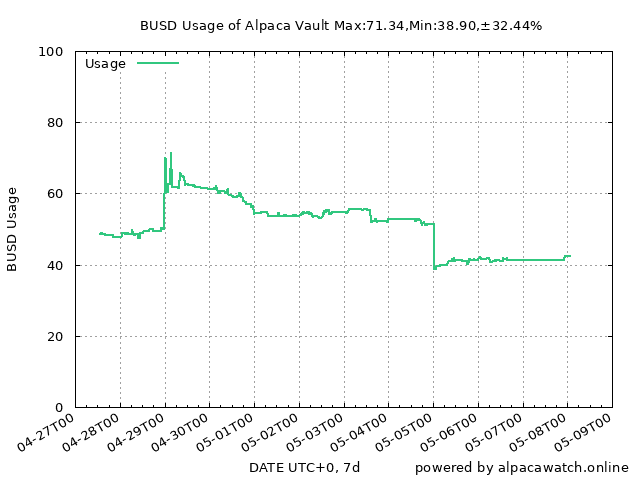 BUSD Usage of Alpaca Vault Max:71.34,Min:38.90,±32.44%
Usage
100
80
60
40
20
0
BUSD Usage
04-27T00
04-28T00
04-29T00
04-30T00
05-01T00
05-02T00
05-03T00
05-04T00
05-05T00
05-06T00
05-07T00
05-08T00
05-09T00
DATE UTC+0, 7d
powered by alpacawatch.online